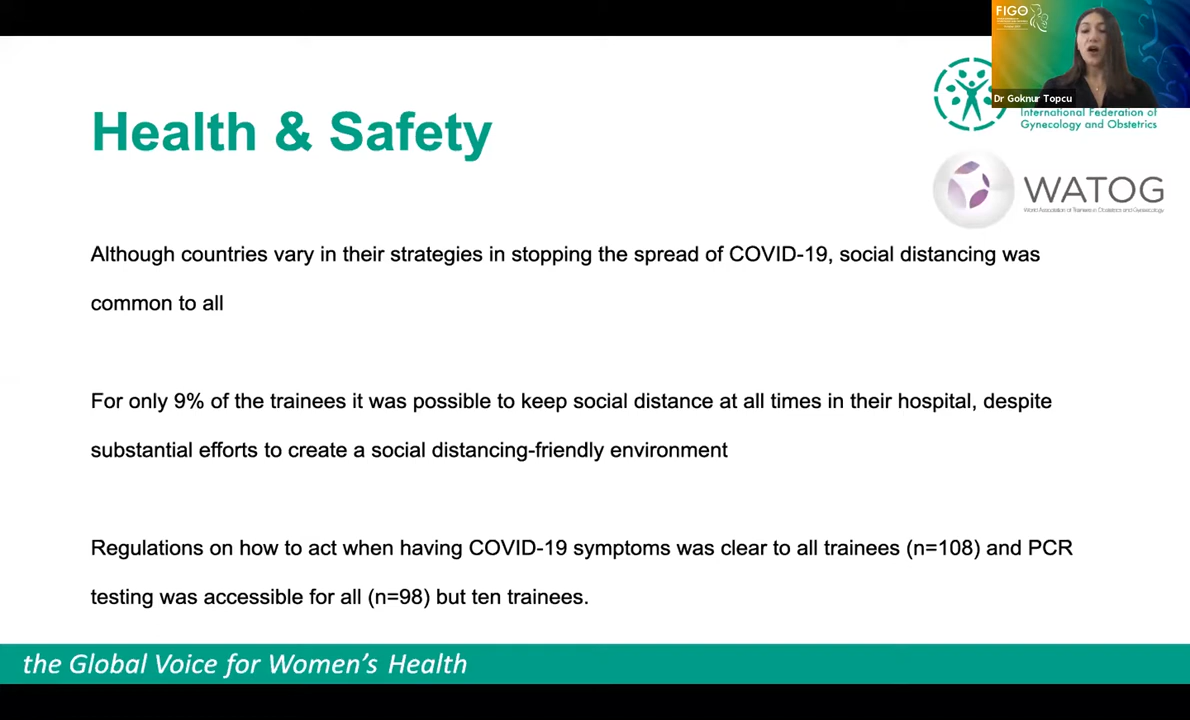 FIGO
Dr Goknur Topcu
International Federation of
Gynecology and Obstetrics
Health & Safety
WATOG
World Association of Trainees in Obstetrics and Gynecology
Although countries vary in their strategies in stopping the spread of COVID-19, social distancing was
common to all
For only 9% of the trainees it was possible to keep social distance at all times in their hospital, despite
substantial efforts to create a social distancing-friendly environment
Regulations on how to act when having COVID-19 symptoms was clear to all trainees (n=108) and PCR
testing was accessible for all (n=98) but ten trainees.
the Global Voice for Women's Health